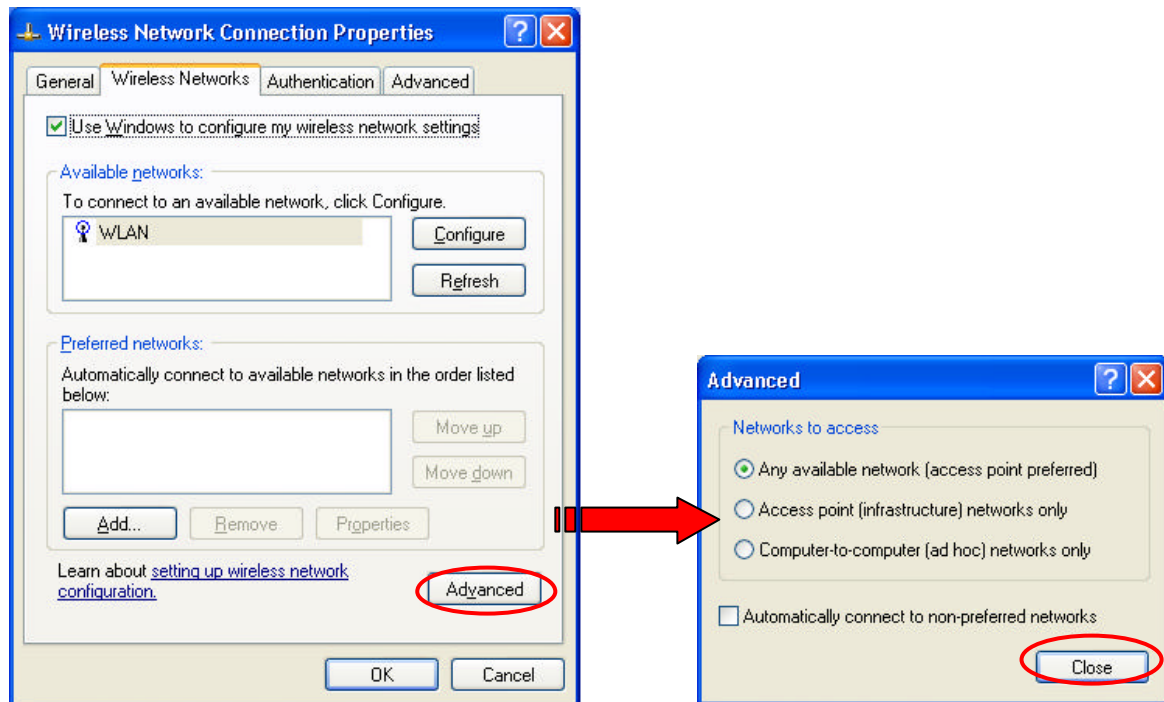 Wireless Network Connection Properties
General
Wireless Networks
Authentication
Advanced
Use Windows to configure my wireless network settings
Available networks:
To connect to an available network, click Configure.
WLAN
Configure
Refresh
Preferred networks:
Automatically connect to available networks in the order listed
below:
Move up
Move down
Add...
Remove
Properties
Learn about setting up wireless network
configuration.
Advanced
OK
Cancel
Advanced
Networks to access
Any available network (access point preferred)
Access point (infrastructure) networks only
Computer-to-computer (ad hoc) networks only
Automatically connect to non-preferred networks
Close